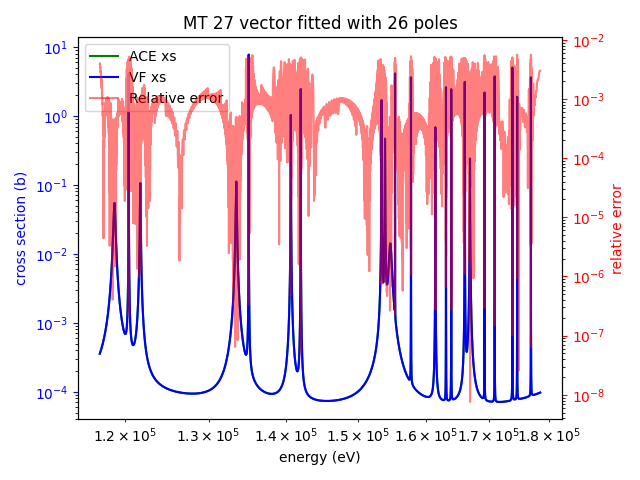 MT 27 vector fitted with 26 poles
ACE xs
VF xs
Relative error
cross section (b)
10^1
10^0
10^-1
10^-2
10^-3
10^-4
relative error
10^-2
10^-3
10^-4
10^-5
10^-6
10^-7
10^-8
1.2 × 10^5 1.3 × 10^5 1.4 × 10^5 1.5 × 10^5 1.6 × 10^5 1.7 × 10^5 1.8 × 10^5
energy (eV)